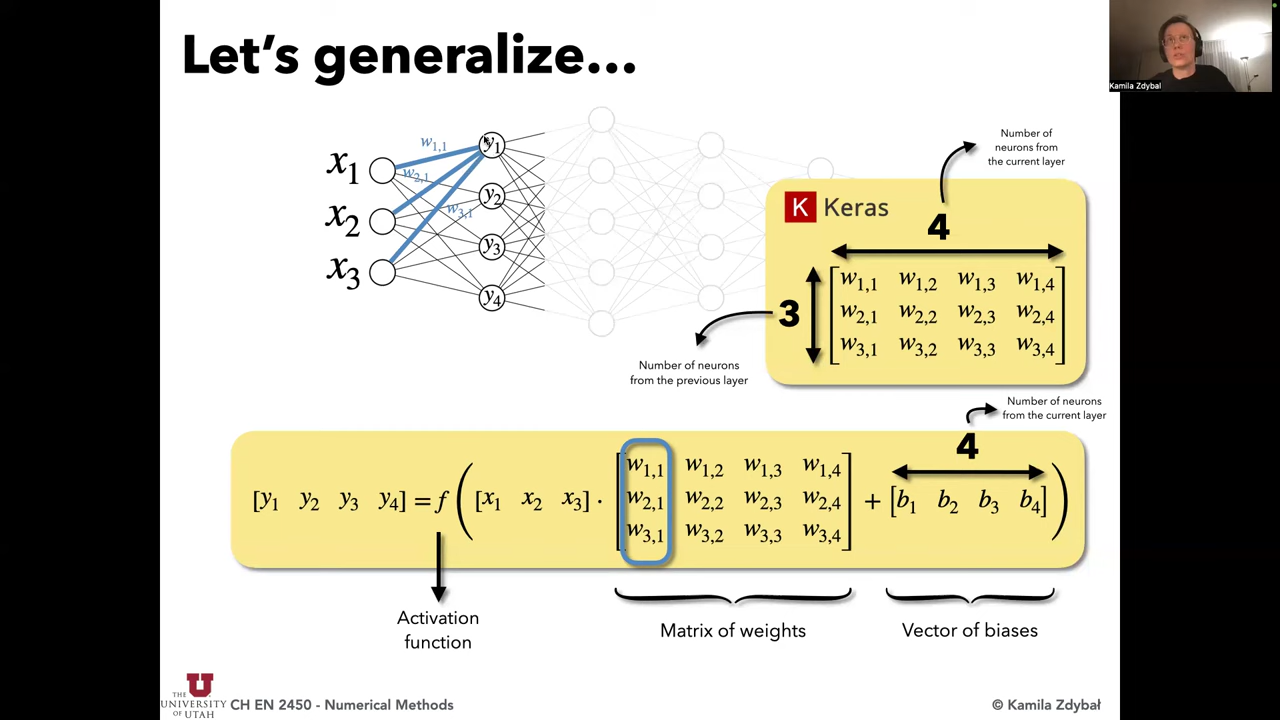 Let's generalize...
Kamila Zdybał
x₁
x₂
x₃
w₁,₁
w₂,₁
w₃,₁
y₁
y₂
y₃
y₄
Number of
neurons from
the current layer
K Keras
4
3
w₁,₁ w₁,₂ w₁,₃ w₁,₄
w₂,₁ w₂,₂ w₂,₃ w₂,₄
w₃,₁ w₃,₂ w₃,₃ w₃,₄
Number of neurons
from the previous layer
Number of neurons
from the current layer
4
[y₁ y₂ y₃ y₄] = f ( [x₁ x₂ x₃] · [
w₁,₁ w₁,₂ w₁,₃ w₁,₄
w₂,₁ w₂,₂ w₂,₃ w₂,₄
w₃,₁ w₃,₂ w₃,₃ w₃,₄
] + [b₁ b₂ b₃ b₄] )
Activation
function
Matrix of weights
Vector of biases
U
THE
UNIVERSITY
OF UTAH
CH EN 2450 - Numerical Methods
© Kamila Zdybał